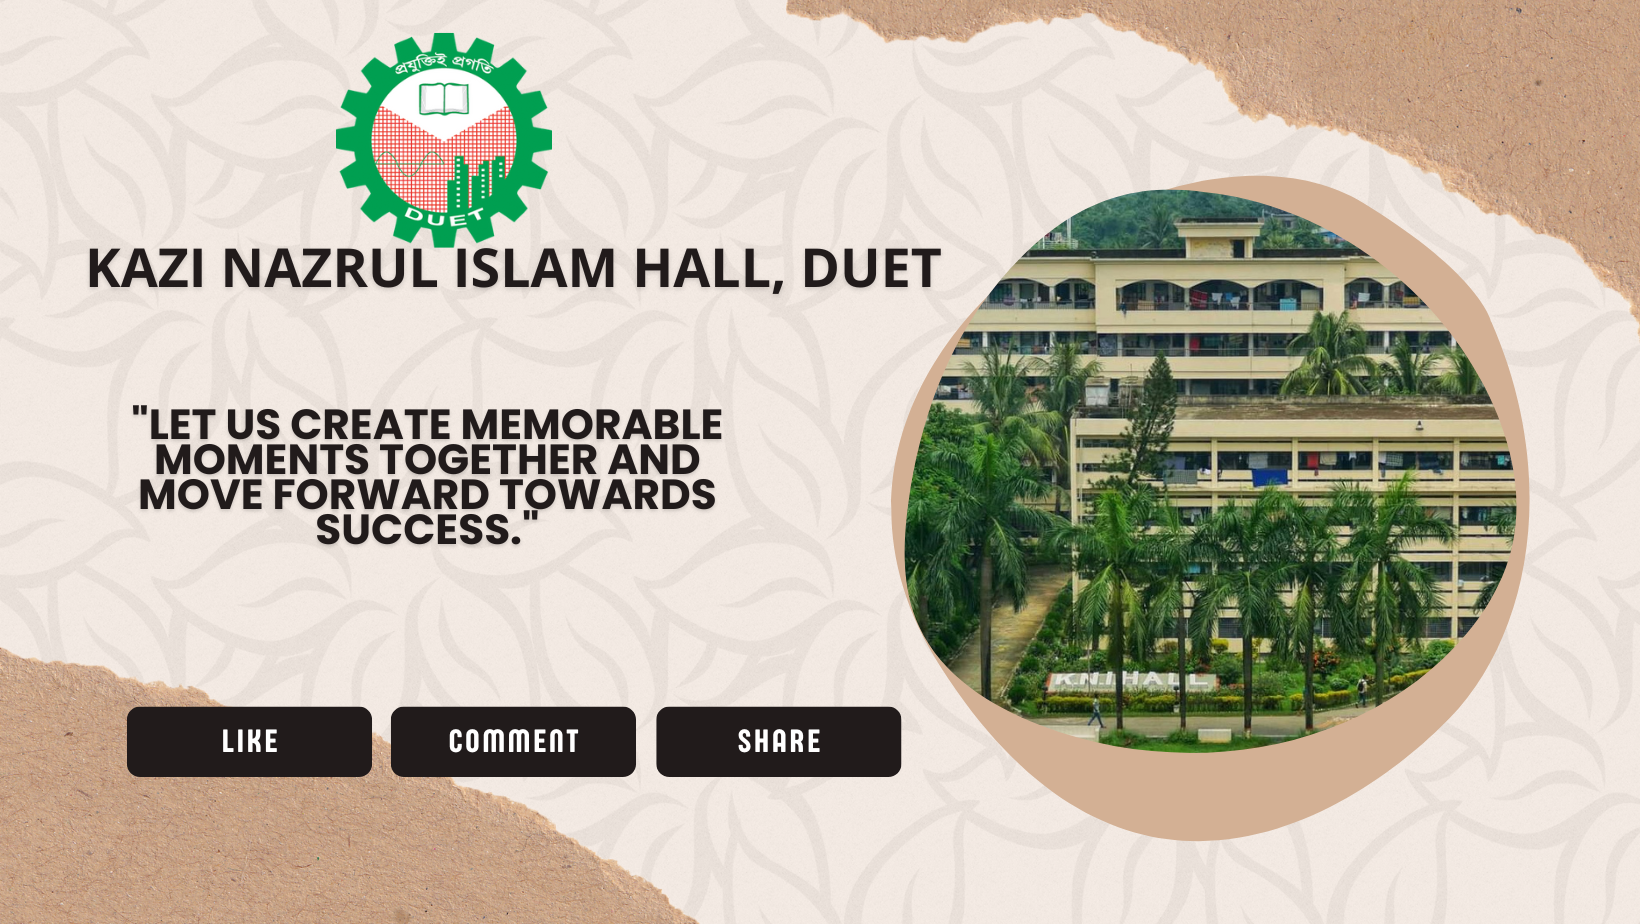 প্রযুক্তিই প্রগতি
DUET
KAZI NAZRUL ISLAM HALL, DUET
"LET US CREATE MEMORABLE
MOMENTS TOGETHER AND
MOVE FORWARD TOWARDS
SUCCESS."
KNI HALL
LIKE
COMMENT
SHARE